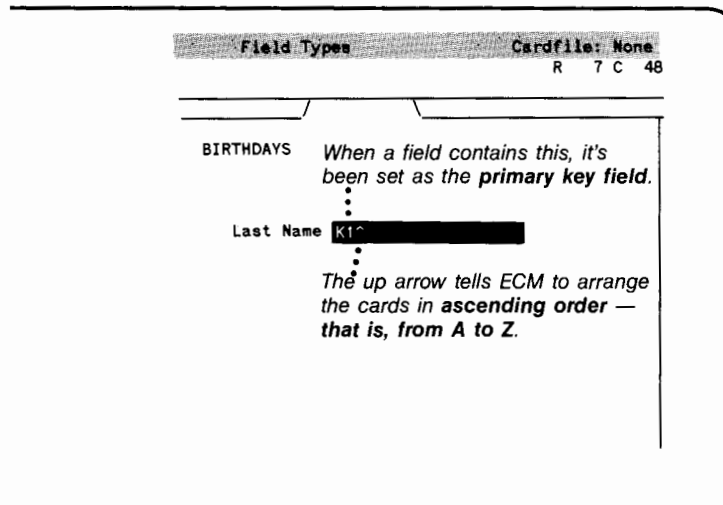 Field Types Cardfile: None
R 7 C 48
BIRTHDAYS When a field contains this, it's
been set as the primary key field.
Last Name K1^
The up arrow tells ECM to arrange
the cards in ascending order —
that is, from A to Z.